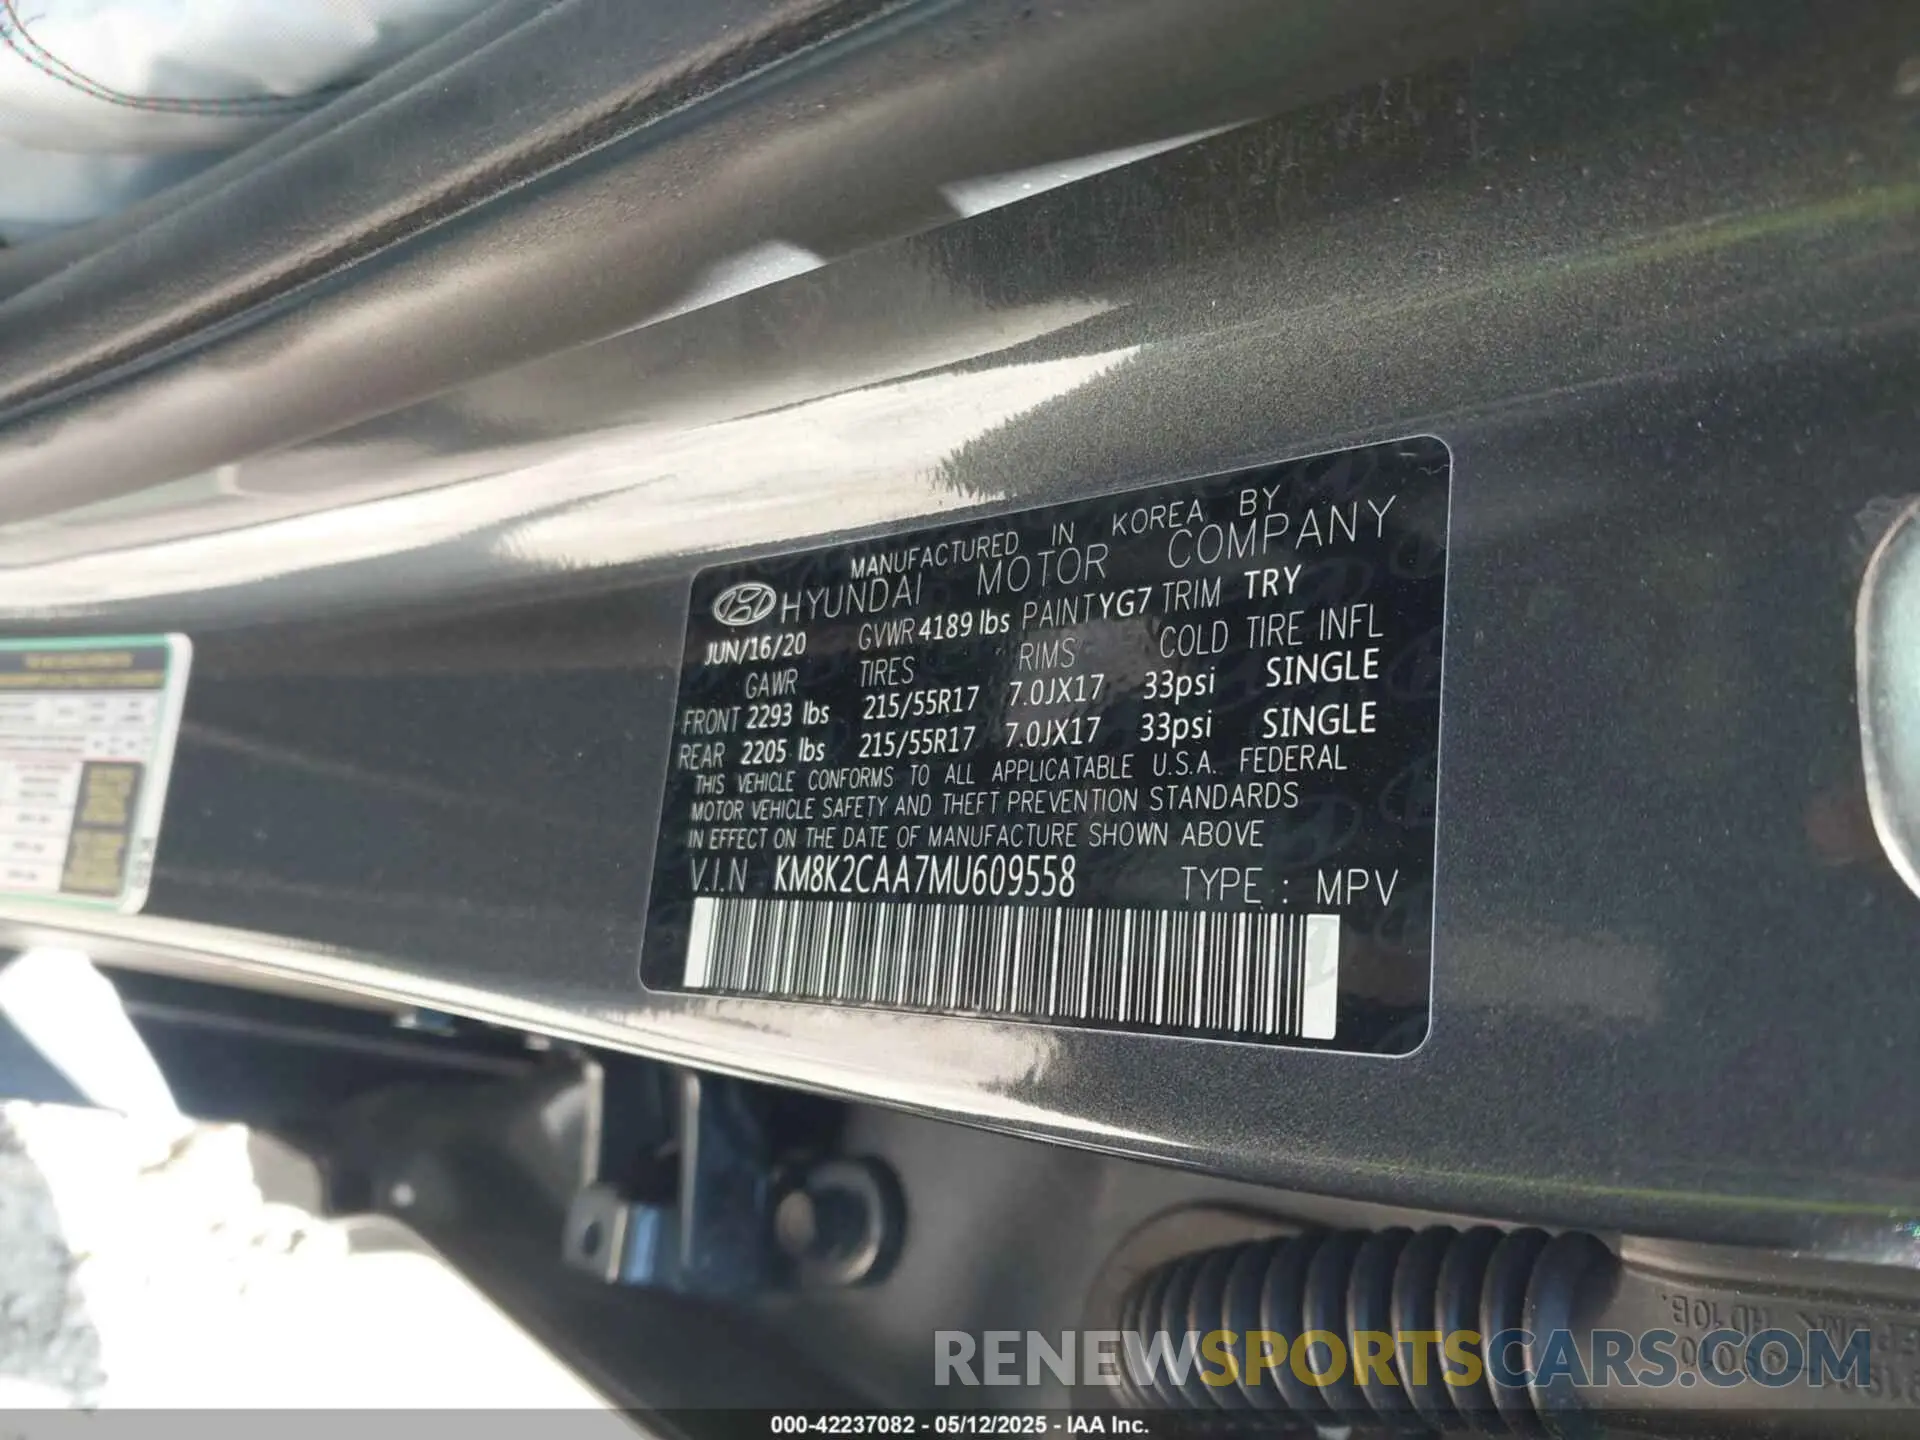 MANUFACTURED IN KOREA BY
HYUNDAI MOTOR COMPANY
JUN/16/20 GVWR 4189 lbs PAINT YG7 TRIM TRY
GAWR TIRES RIMS COLD TIRE INFL
FRONT 2293 lbs 215/55R17 7.0JX17 33psi SINGLE
REAR 2205 lbs 215/55R17 7.0JX17 33psi SINGLE
THIS VEHICLE CONFORMS TO ALL APPLICATABLE U.S.A. FEDERAL
MOTOR VEHICLE SAFETY AND THEFT PREVENTION STANDARDS
IN EFFECT ON THE DATE OF MANUFACTURE SHOWN ABOVE
V.I.N KM8K2CAA7MU609558 TYPE : MPV
HD 10B.
RENEWSPORTSCARS.COM
000-42237082 - 05/12/2025 - IAA Inc.